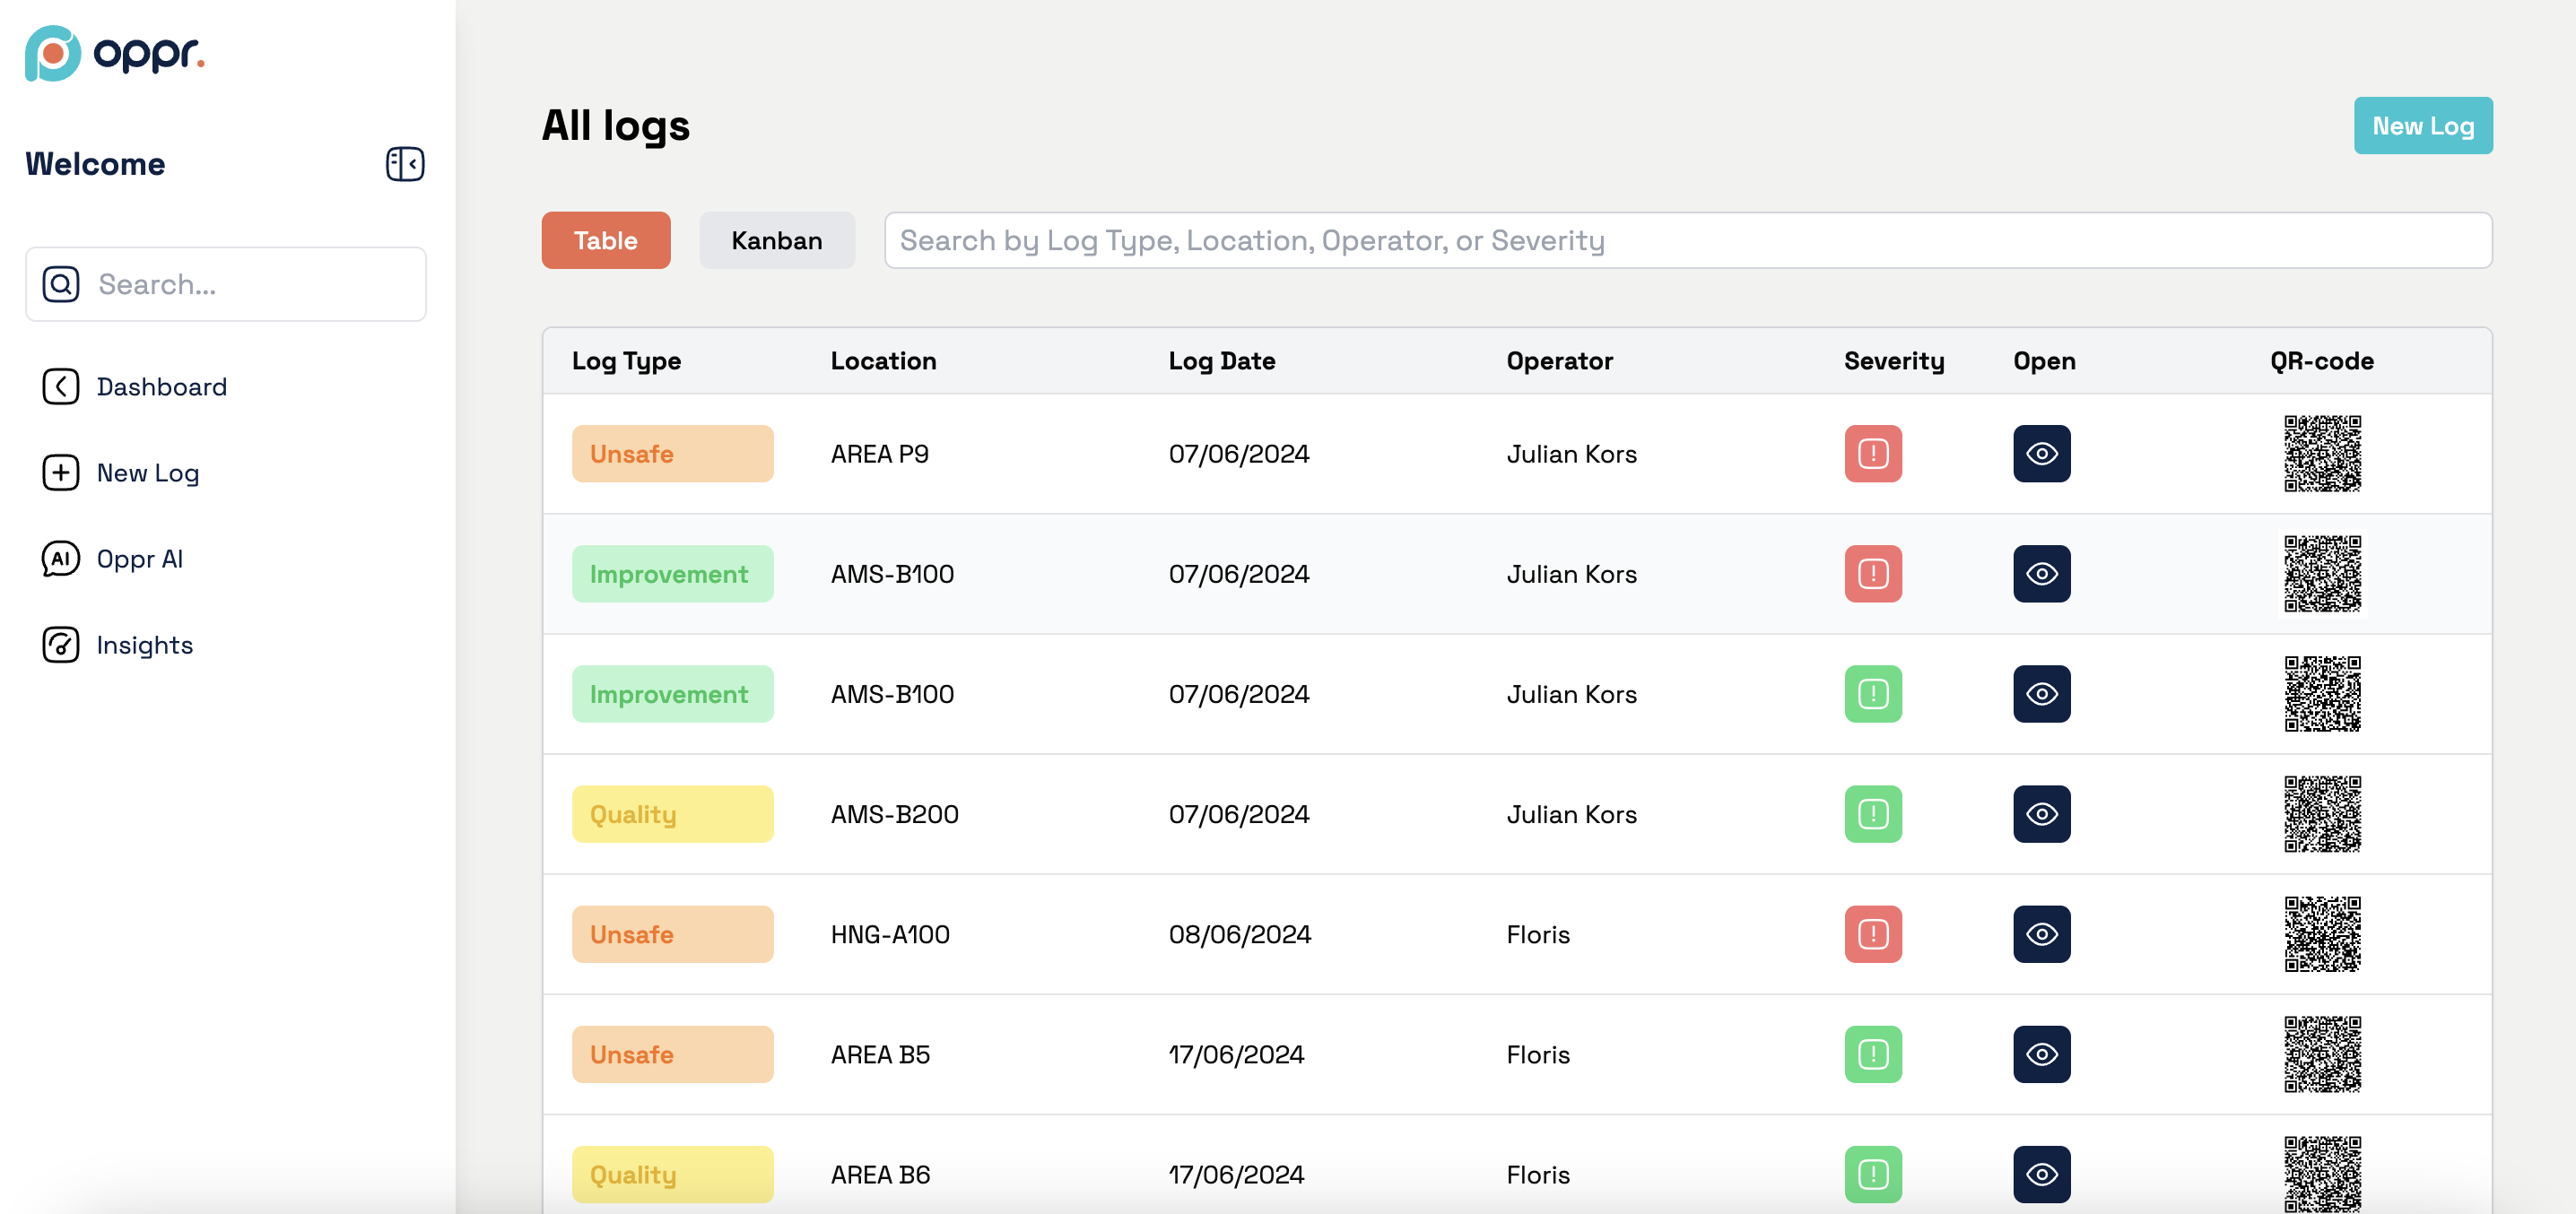 oppr.
Welcome
Search...
Dashboard
New Log
AI Oppr AI
Insights
All logs
New Log
Table Kanban Search by Log Type, Location, Operator, or Severity
Log Type Location Log Date Operator Severity Open QR-code
Unsafe AREA P9 07/06/2024 Julian Kors
Improvement AMS-B100 07/06/2024 Julian Kors
Improvement AMS-B100 07/06/2024 Julian Kors
Quality AMS-B200 07/06/2024 Julian Kors
Unsafe HNG-A100 08/06/2024 Floris
Unsafe AREA B5 17/06/2024 Floris
Quality AREA B6 17/06/2024 Floris